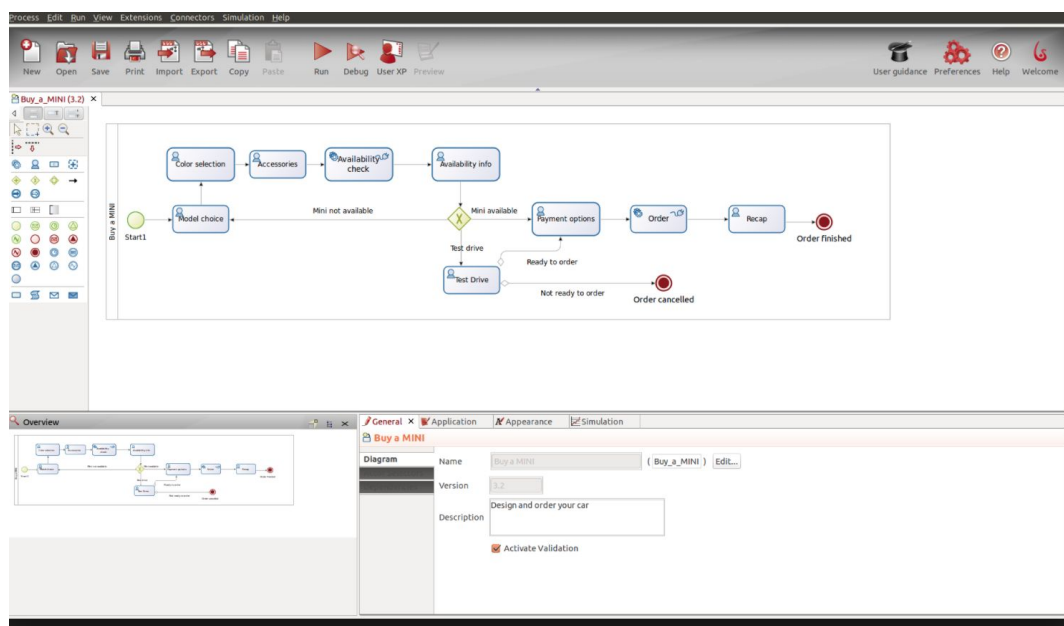 Process Edit Run View Extensions Connectors Simulation Help
New Open Save Print Import Export Copy Paste Run Debug User XP Preview User guidance Preferences Help Welcome
Buy_a_MINI (3.2)
Color selection Accessories Availability check Availability info
Buy a MINI
Start1
Model choice
Mini not available
Mini available
Payment options
Order
Recap
Order finished
Test drive
Ready to order
Test Drive
Not ready to order
Order cancelled
Overview
General Application Appearance Simulation
Buy a MINI
Diagram
Name Buy a MINI ( Buy_a_MINI ) Edit...
Version 3.2
Description Design and order your car
Activate Validation